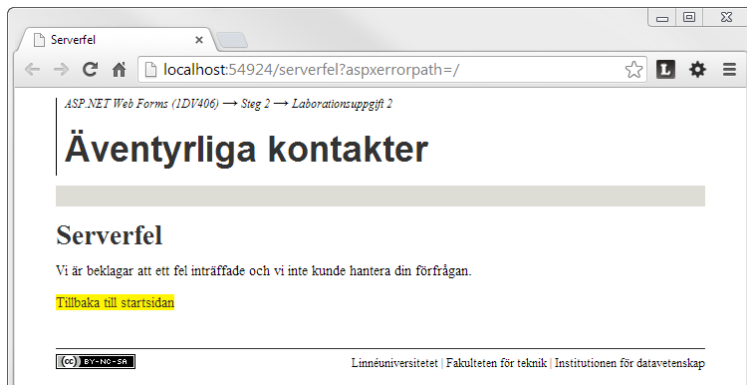 Serverfel
localhost:54924/serverfel?aspxerrorpath=/
L
ASP.NET Web Forms (1DV406) → Steg 2 → Laborationsuppgift 2
Äventyrliga kontakter
Serverfel
Vi är beklagar att ett fel inträffade och vi inte kunde hantera din förfrågan.
Tillbaka till startsidan
(cc) BY-NC-SA
Linnéuniversitetet | Fakulteten för teknik | Institutionen för datavetenskap